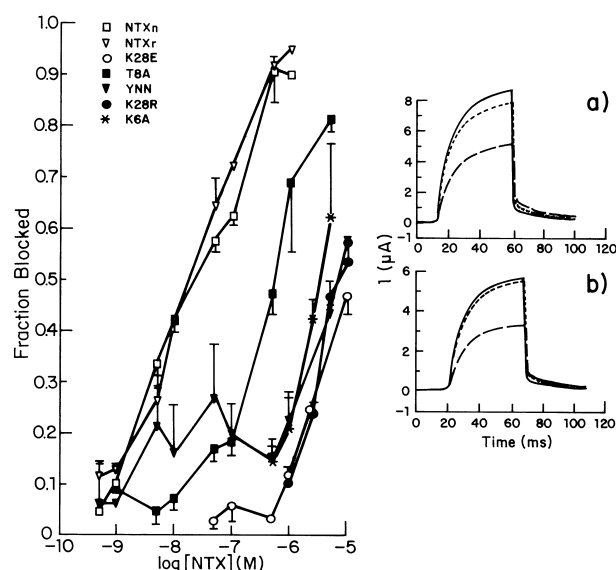 NTXn
NTXr
K28E
T8A
YNN
K28R
K6A
1.0
0.9
0.8
0.7
0.6
0.5
0.4
0.3
0.2
0.1
0
Fraction Blocked
-10 -9 -8 -7 -6 -5
log[NTX](M)
a)
8
6
4
2
0
-1
0 20 40 60 80 100 120
I (μA)
b)
6
4
2
0
-1
0 20 40 60 80 100 120
Time (ms)